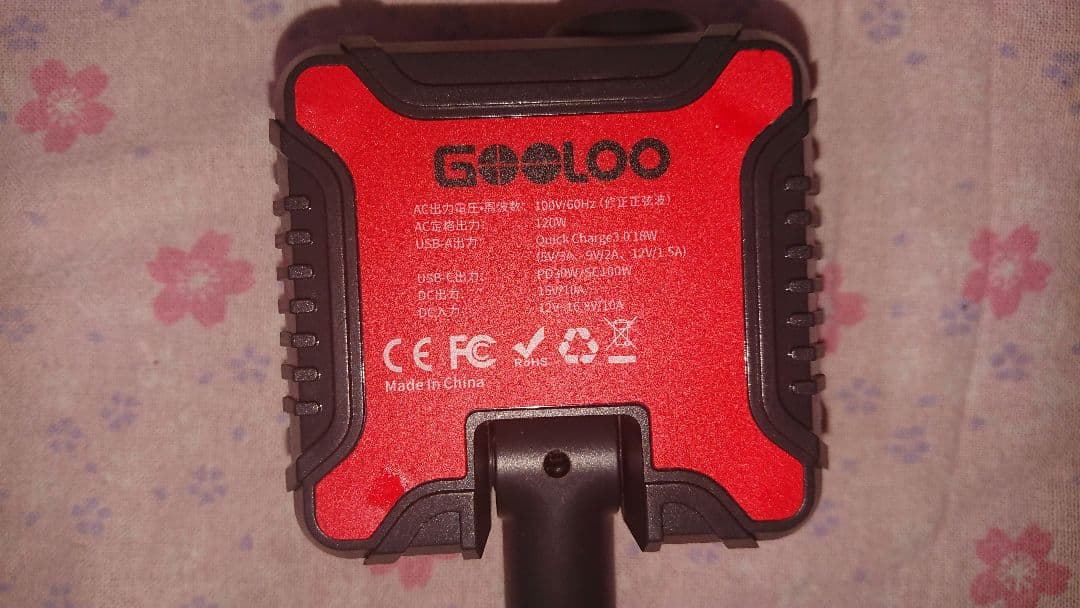 GOOLOO
AC出力電圧•周波数: 100V/60Hz (修正正弦波)
AC定格出力: 120W
USB-A出力: Quick Charge3.0 18W
(5V/3A、9V/2A、12V/1.5A)
USB-C出力: PD30W/SC100W
DC出力: 15V/10A
DC入力: 12V-16.8V/10A
CE FC RoHS
Made In China